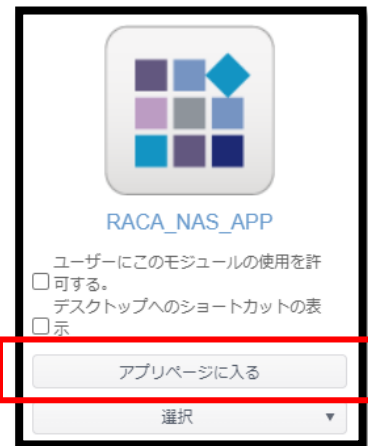 RACA_NAS_APP
ユーザーにこのモジュールの使用を許
可する。
デスクトップへのショートカットの表
示
アプリページに入る
選択